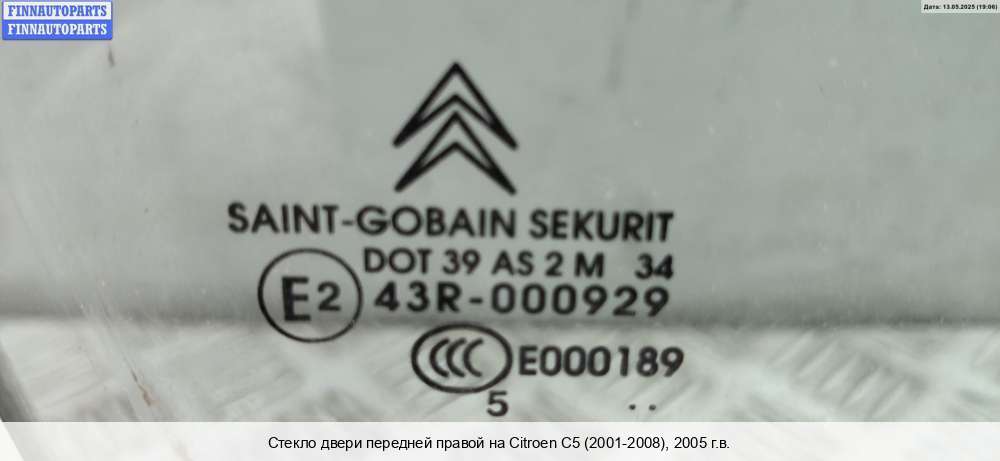 FINNAUTOPARTS
FINNAUTOPARTS
Дата: 13.05.2025 (19:06)
SAINT-GOBAIN SEKURIT
DOT 39 AS 2 M 34
E2 43R-000929
CCC E000189
5 ..
Стекло двери передней правой на Citroen C5 (2001-2008), 2005 г.в.